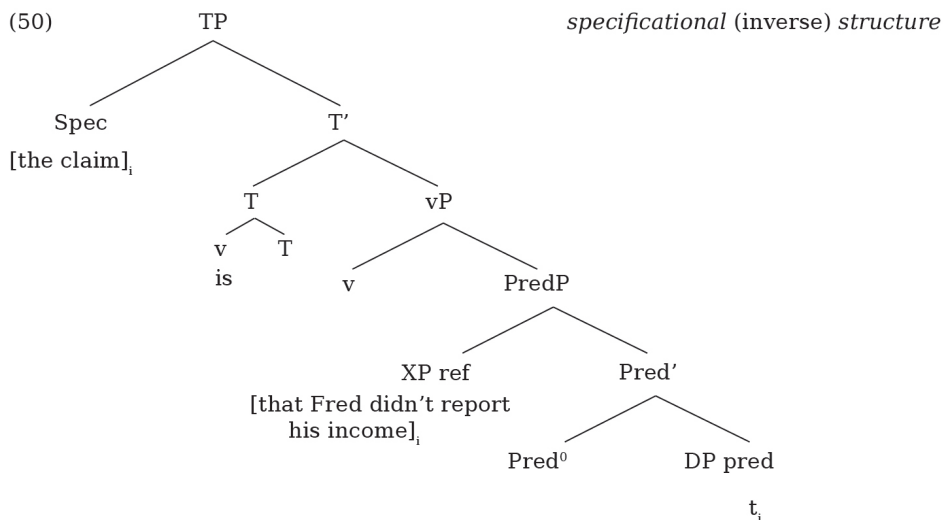 (50) TP specificational (inverse) structure
Spec T’
[the claim]i
T vP
v T
is v PredP
XP ref Pred’
[that Fred didn’t report
his income]i
Pred⁰ DP pred
ti